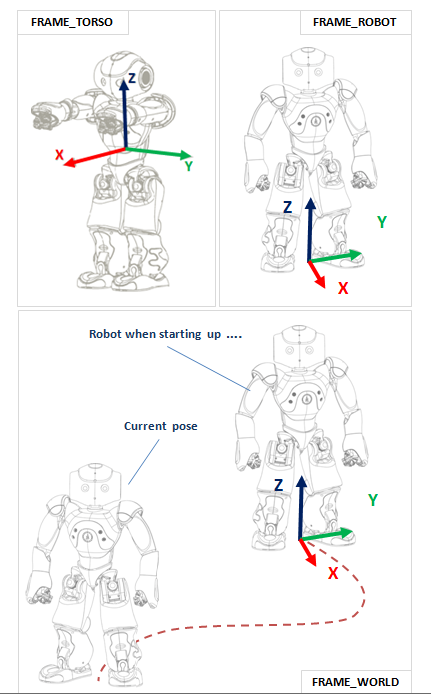 FRAME_TORSO
FRAME_ROBOT
Z
X
Y
Z
Y
X
Robot when starting up ....
Current pose
Z
Y
X
FRAME_WORLD